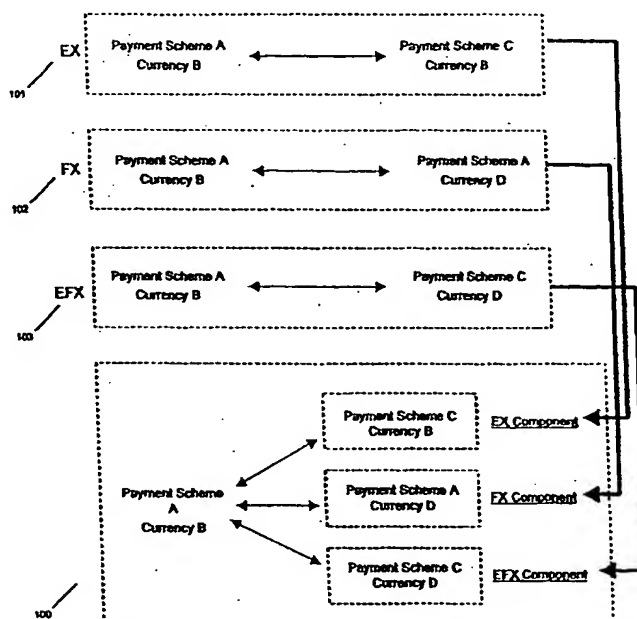 EX
Payment Scheme A
Currency B
Payment Scheme C
Currency B
101
FX
Payment Scheme A
Currency B
Payment Scheme A
Currency D
102
EFX
Payment Scheme A
Currency B
Payment Scheme C
Currency D
103
Payment Scheme C
Currency B
EX Component
Payment Scheme
A
Currency B
Payment Scheme A
Currency D
FX Component
Payment Scheme C
Currency D
EFX Component
100